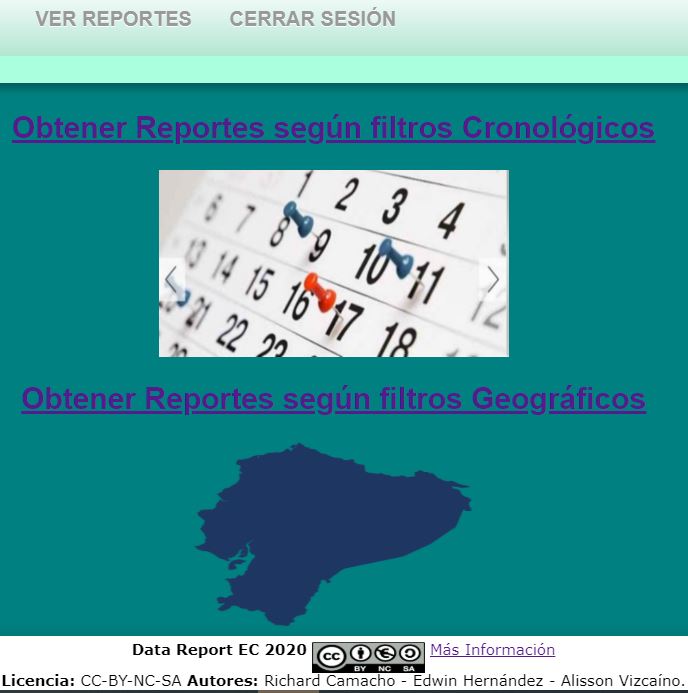 VER REPORTES CERRAR SESIÓN
Obtener Reportes según filtros Cronológicos
1 2 3 4
6 7 8 9 10 11 12
13 14 15 16 17 18
21 22 23
Obtener Reportes según filtros Geográficos
Data Report EC 2020 cc BY NC SA Más Información
Licencia: CC-BY-NC-SA Autores: Richard Camacho - Edwin Hernández - Alisson Vizcaíno.